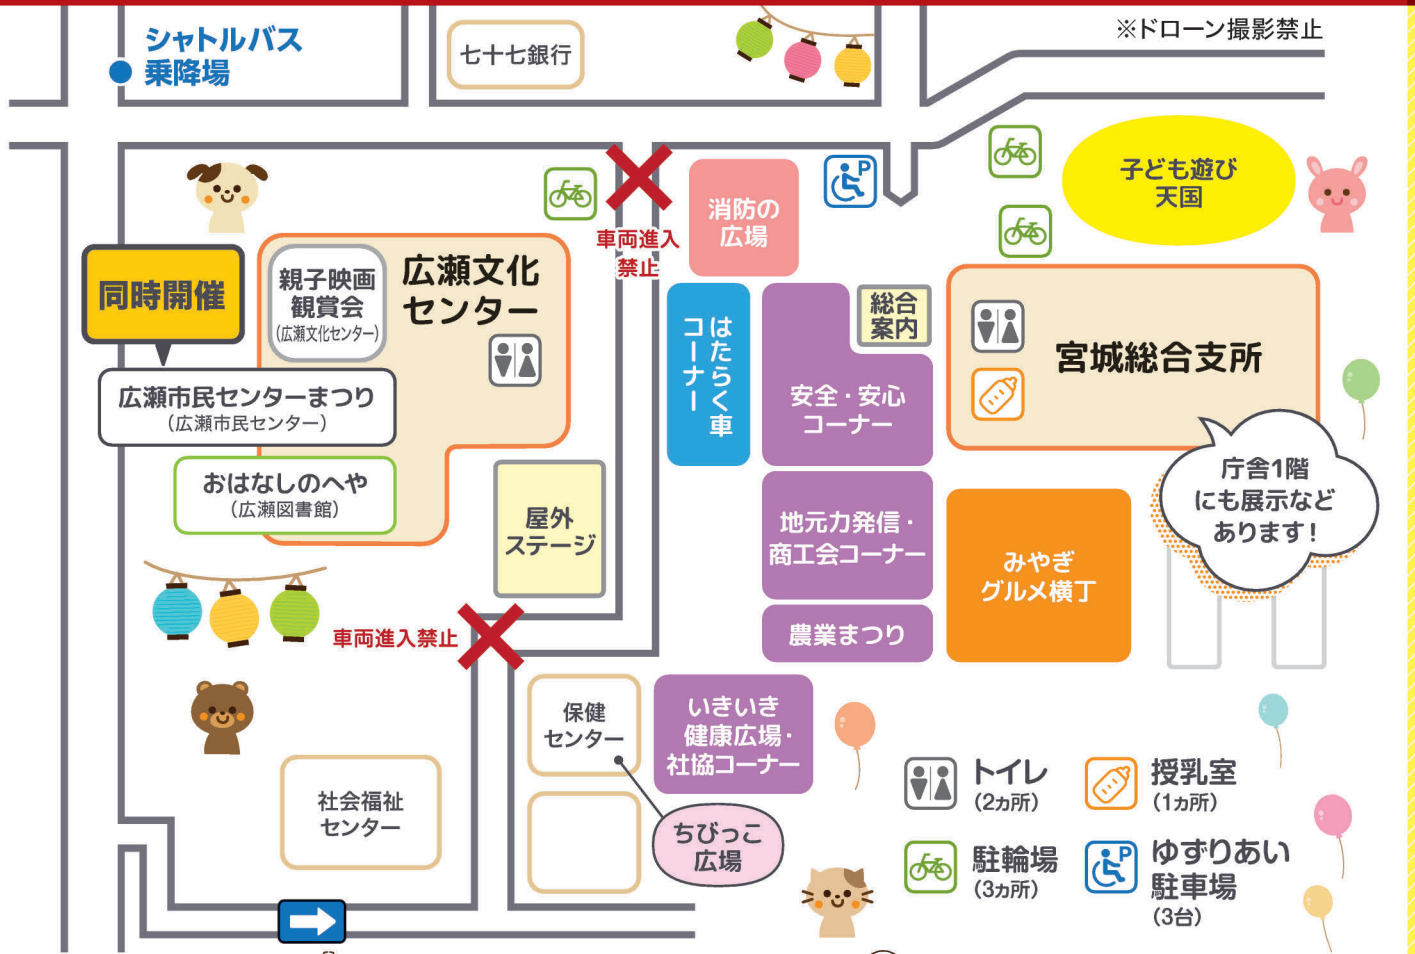 ※ドローン撮影禁止
シャトルバス
乗降場
七十七銀行
子ども遊び
天国
消防の
広場
P
車両進入
禁止
同時開催
親子映画
観賞会
(広瀬文化センター)
広瀬文化
センター
はたらく車
コーナー
総合
案内
宮城総合支所
広瀬市民センターまつり
(広瀬市民センター)
安全・安心
コーナー
おはなしのへや
(広瀬図書館)
屋外
ステージ
地元力発信・
商工会コーナー
みやぎ
グルメ横丁
庁舎1階
にも展示など
あります!
農業まつり
車両進入禁止
保健
センター
いきいき
健康広場・
社協コーナー
社会福祉
センター
ちびっこ
広場
トイレ
(2ヵ所)
授乳室
(1ヵ所)
駐輪場
(3ヵ所)
P
ゆずりあい
駐車場
(3台)